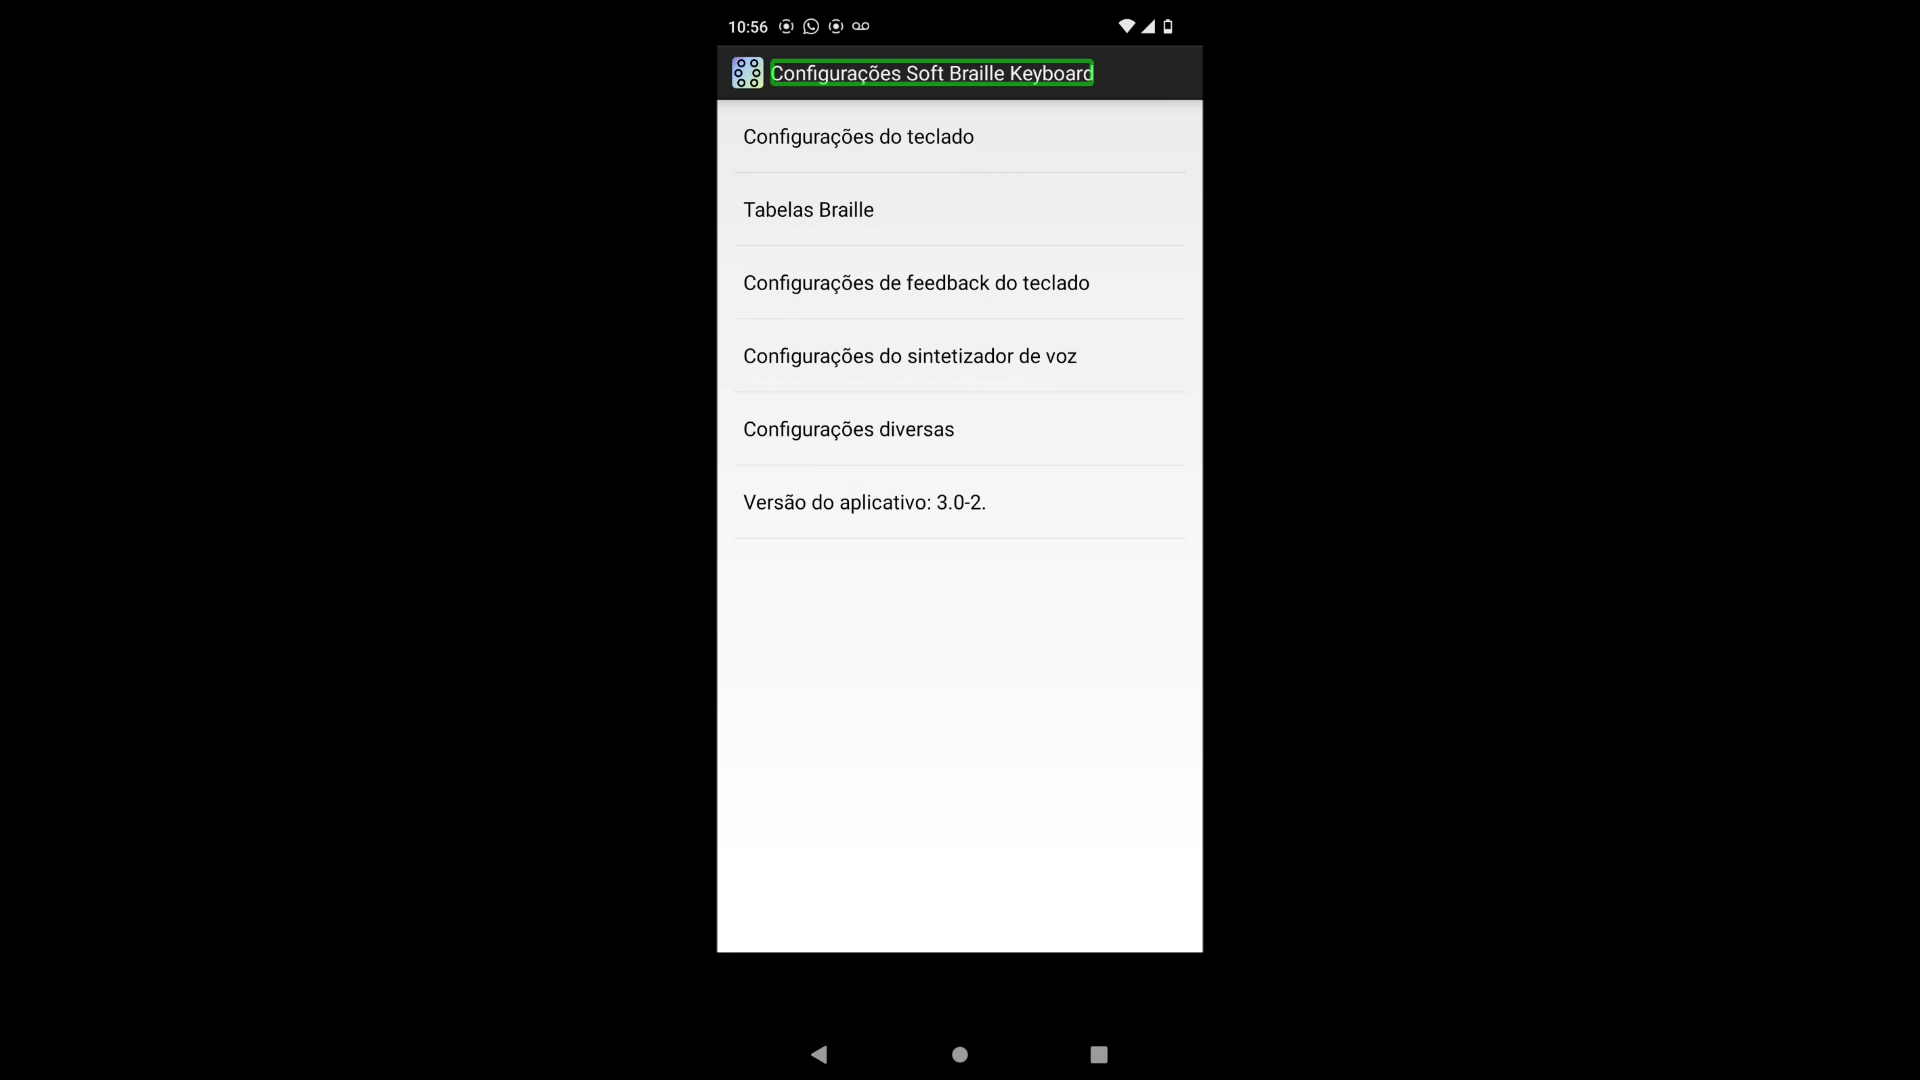 10:56
Configurações Soft Braille Keyboard
Configurações do teclado
Tabelas Braille
Configurações de feedback do teclado
Configurações do sintetizador de voz
Configurações diversas
Versão do aplicativo: 3.0-2.